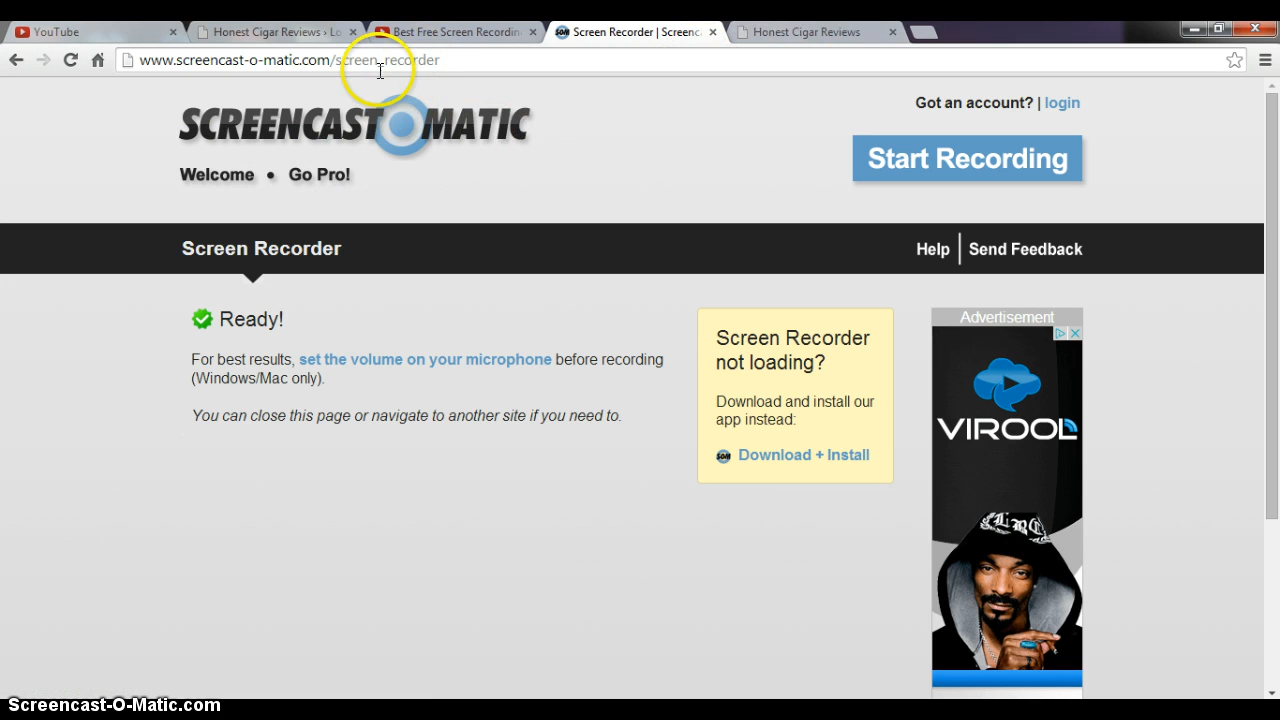 YouTube
Honest Cigar Reviews › Lo
Best Free Screen Recordin
Screen Recorder | Screenc
Honest Cigar Reviews
www.screencast-o-matic.com/screen_recorder
SCREENCAST MATIC
Got an account? | login
Start Recording
Welcome • Go Pro!
Screen Recorder
Help
Send Feedback
Ready!
For best results, set the volume on your microphone before recording
(Windows/Mac only).
You can close this page or navigate to another site if you need to.
Screen Recorder
not loading?
Download and install our
app instead:
SOM Download + Install
Advertisement
VIROOL
Screencast-O-Matic.com